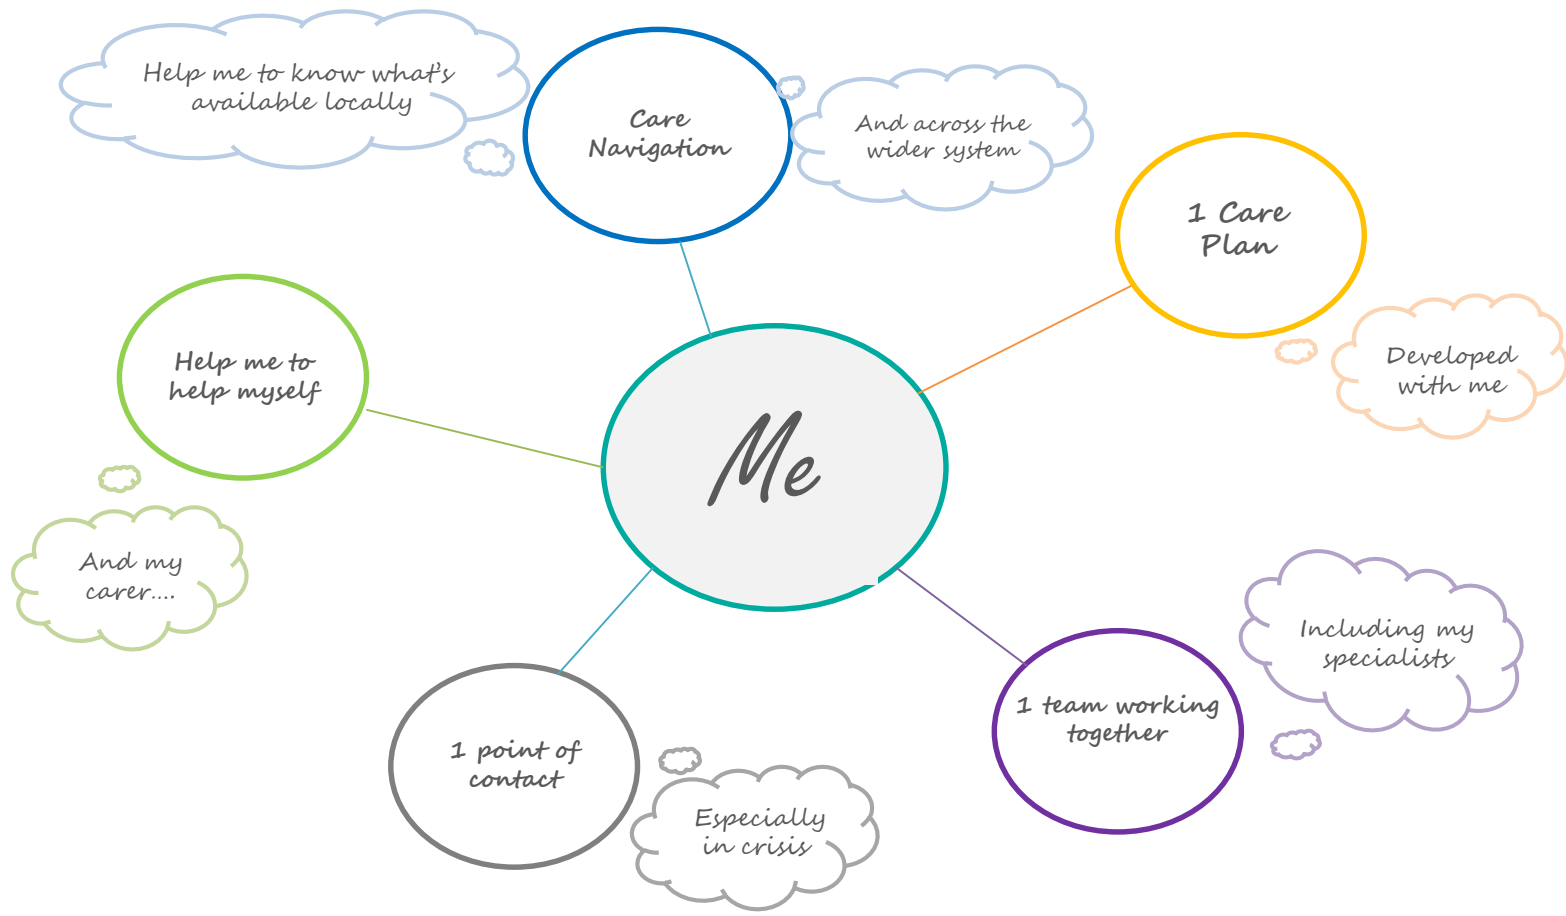 Help me to know what's
available locally
Care
Navigation
And across the
wider system
1 Care
Plan
Developed
with me
Help me to
help myself
And my
carer....
Me
1 point of
contact
Especially
in crisis
1 team working
together
Including my
specialists